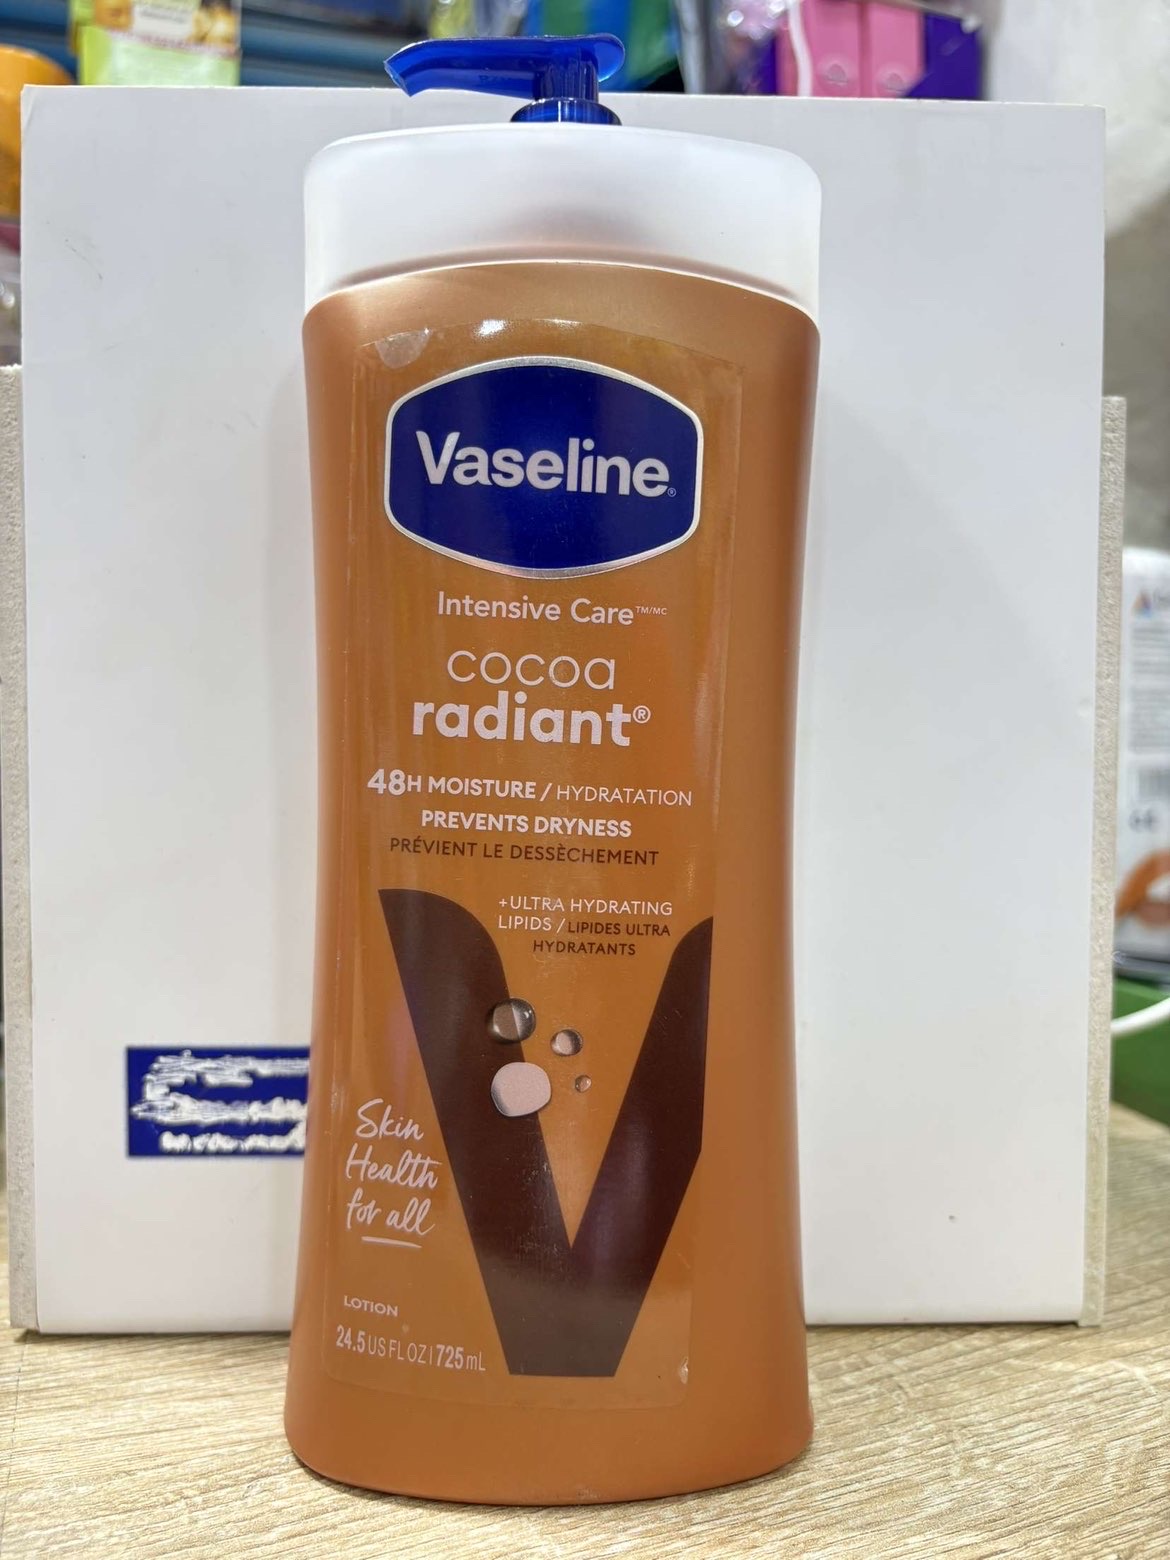 Vaseline®
Intensive Care™/MC
cocoa
radiant®
48H MOISTURE / HYDRATATION
PREVENTS DRYNESS
PRÉVIENT LE DESSÈCHEMENT
+ULTRA HYDRATING
LIPIDS / LIPIDES ULTRA
HYDRATANTS
Skin
Health
for all
LOTION
24.5 US FL OZ | 725 mL